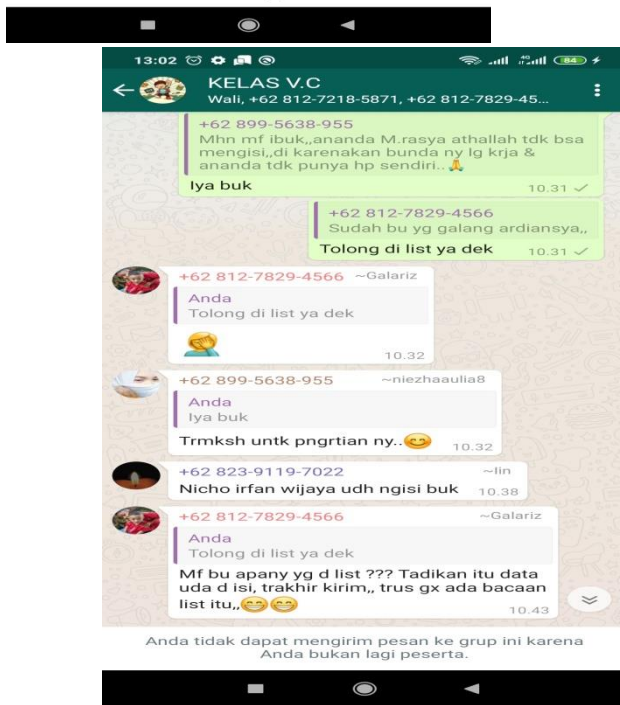 13:02 4G 84
KELAS V.C
Wali, +62 812-7218-5871, +62 812-7829-45...
+62 899-5638-955
Mhn mf ibuk,,ananda M.rasya athallah tdk bsa
mengisi,,di karenakan bunda ny lg krja &
ananda tdk punya hp sendiri.. 🙏
Iya buk 10.31
+62 812-7829-4566
Sudah bu yg galang ardiansya,,
Tolong di list ya dek 10.31
+62 812-7829-4566 ~Galariz
Anda
Tolong di list ya dek
🤦
10.32
+62 899-5638-955 ~niezhaaulia8
Anda
Iya buk
Trmksh untk pngrtian ny..😊 10.32
+62 823-9119-7022 ~Iin
Nicho irfan wijaya udh ngisi buk 10.38
+62 812-7829-4566 ~Galariz
Anda
Tolong di list ya dek
Mf bu apany yg d list ??? Tadikan itu data
uda d isi, trakhir kirim,, trus gx ada bacaan
list itu,,😁😁 10.43
Anda tidak dapat mengirim pesan ke grup ini karena
Anda bukan lagi peserta.